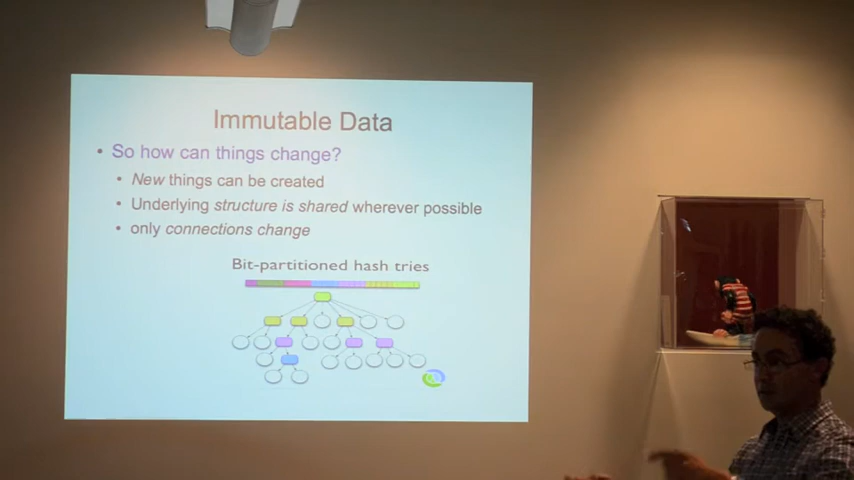 Immutable Data
• So how can things change?
• New things can be created
• Underlying structure is shared wherever possible
• only connections change
Bit-partitioned hash tries